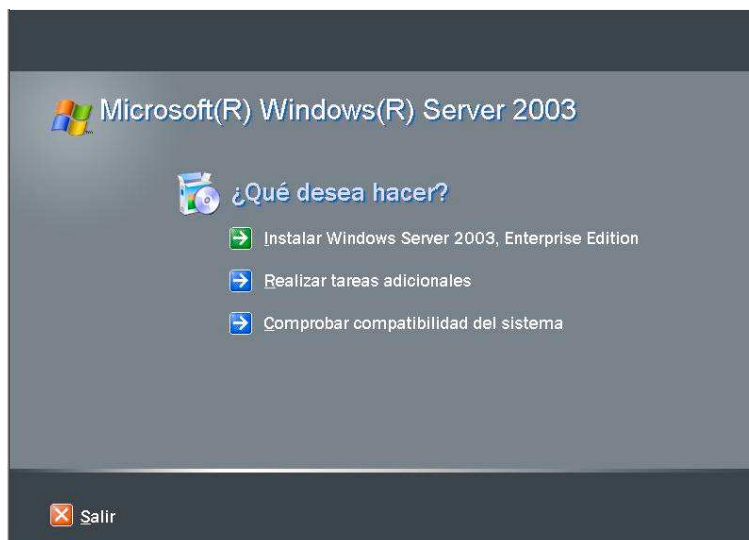 Microsoft(R) Windows(R) Server 2003
¿Qué desea hacer?
Instalar Windows Server 2003, Enterprise Edition
Realizar tareas adicionales
Comprobar compatibilidad del sistema
Salir